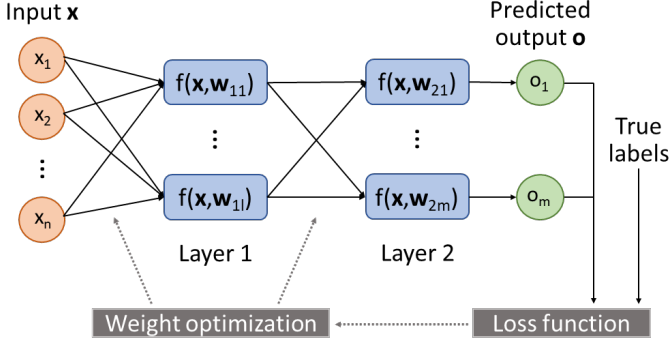 Input x
Predicted
output o
x₁
f(x,w₁₁)
f(x,w₂₁)
o₁
x₂
⋮
⋮
⋮
True
labels
xₙ
f(x,w₁ₗ)
f(x,w₂ₘ)
oₘ
Layer 1
Layer 2
Weight optimization
Loss function